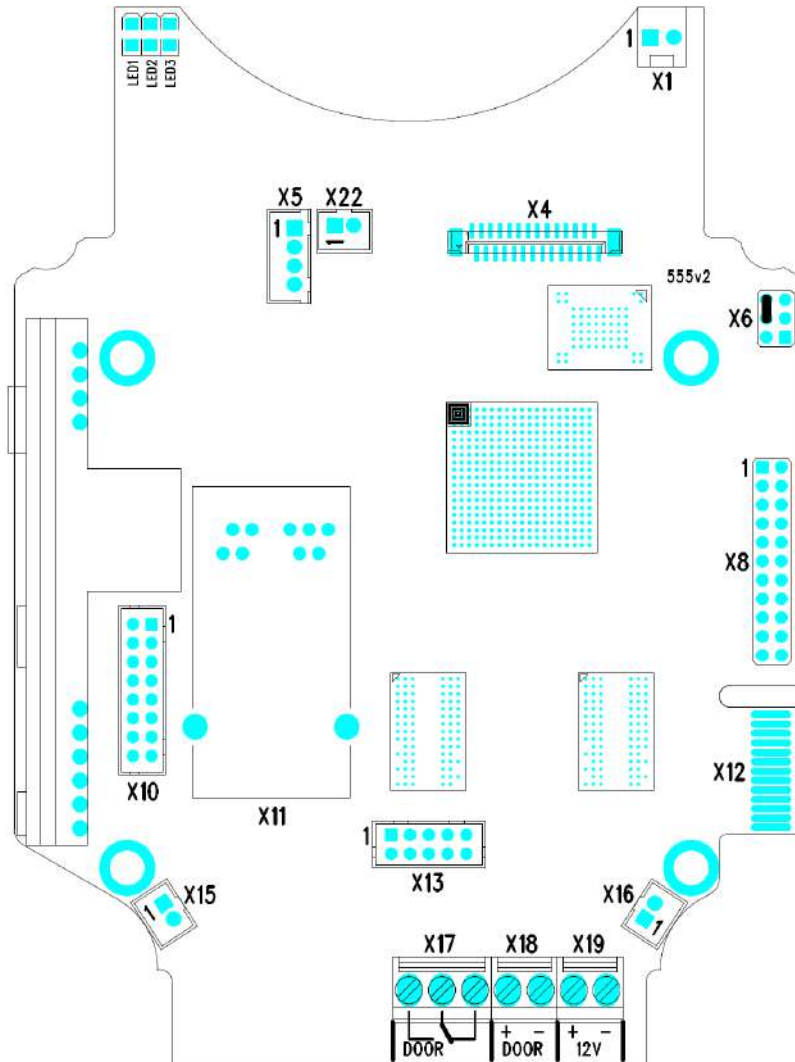 LED1 LED2 LED3
1
X1
X5 X22
1 1
X4
555v2
X6
1
X8
1
X10
X11
X12
1
X13
X15
1
X16
1
X17 X18 X19
+ - + -
DOOR DOOR 12V